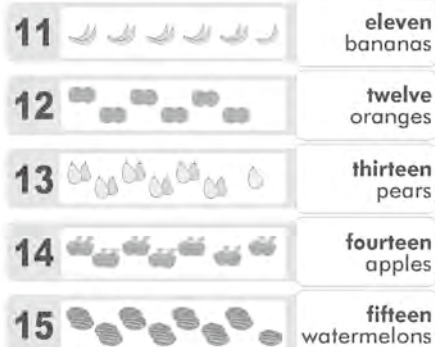 11
eleven
bananas
12
twelve
oranges
13
thirteen
pears
14
fourteen
apples
15
fifteen
watermelons